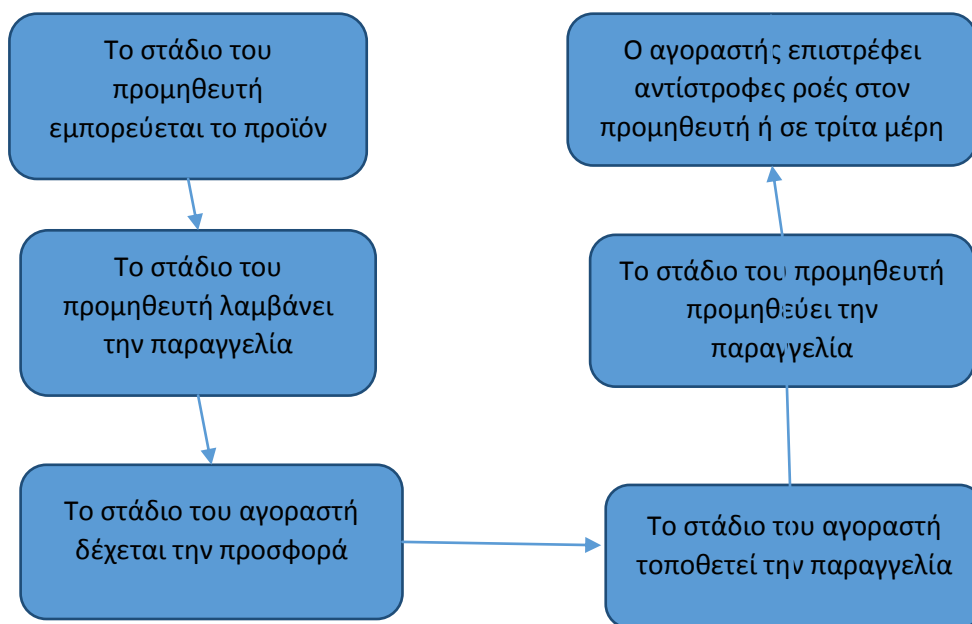 Το στάδιο του
προμηθευτή
εμπορεύεται το προϊόν
Το στάδιο του
προμηθευτή λαμβάνει
την παραγγελία
Το στάδιο του αγοραστή
δέχεται την προσφορά
Το στάδιο του αγοραστή
τοποθετεί την παραγγελία
Το στάδιο του προμηθευτή
προμηθεύει την
παραγγελία
Ο αγοραστής επιστρέφει
αντίστροφες ροές στον
προμηθευτή ή σε τρίτα μέρη